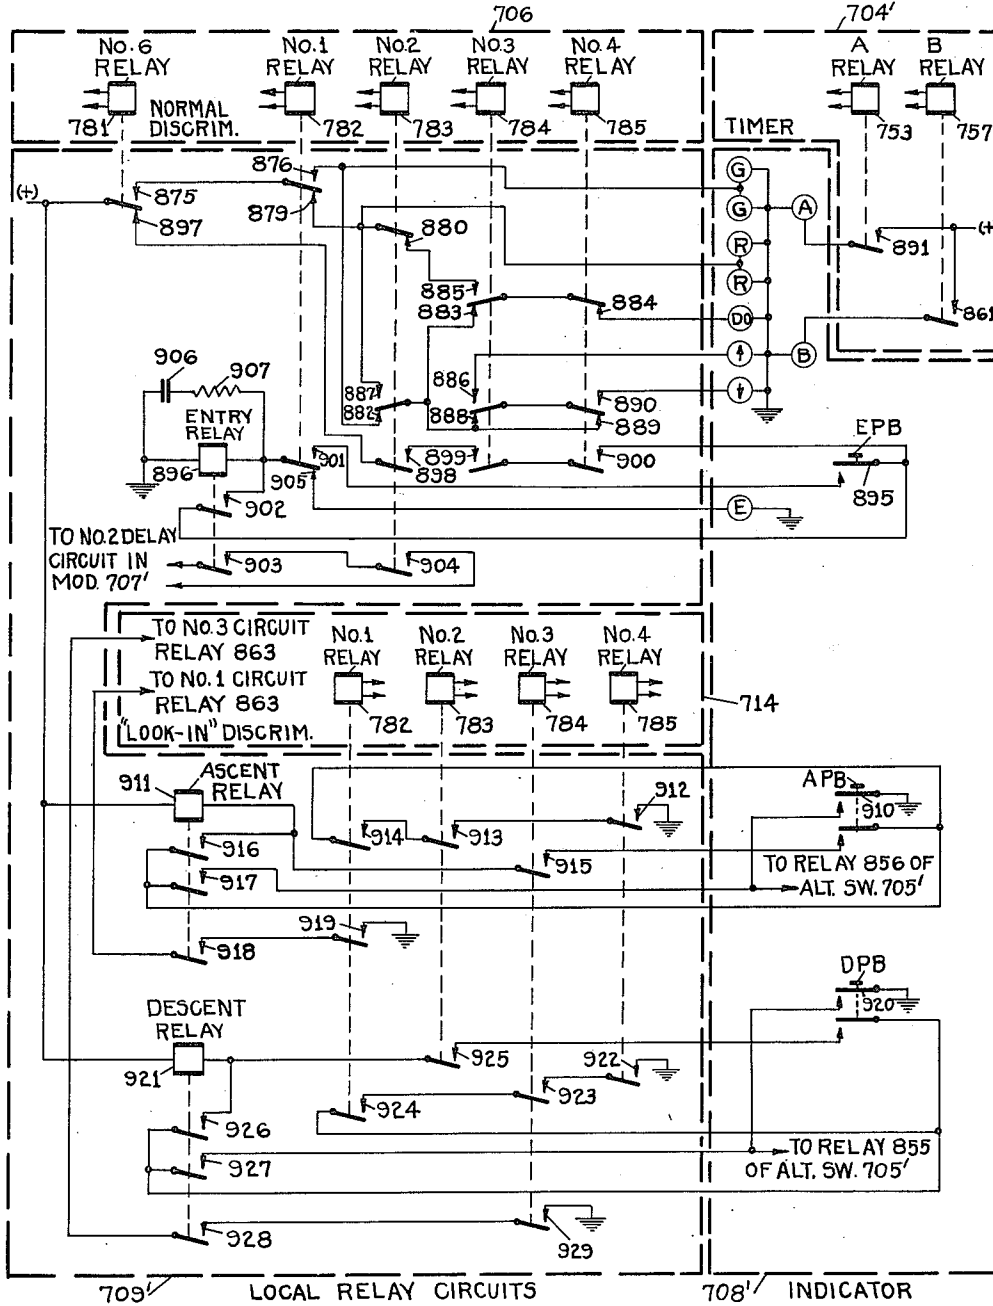 706
704'
NO. 6 RELAY
NO. 1 RELAY
NO. 2 RELAY
NO. 3 RELAY
NO. 4 RELAY
A RELAY
B RELAY
781
NORMAL DISCRIM.
782
783
784
785
TIMER
753
757
(+)
875
897
876
879
880
885
883
884
886
887
882
888
890
889
G
G
R
R
DO
A
B
891
(+
861
906
907
ENTRY RELAY
896
901
905
898
899
900
EPB
895
E
902
TO NO. 2 DELAY
CIRCUIT IN
MOD. 707'
903
904
TO NO. 3 CIRCUIT
RELAY 863
TO NO. 1 CIRCUIT
RELAY 863
"LOOK-IN" DISCRIM.
NO. 1 RELAY
NO. 2 RELAY
NO. 3 RELAY
NO. 4 RELAY
782
783
784
785
714
911
ASCENT RELAY
912
APB
910
914
913
916
915
917
TO RELAY 856 OF
ALT. SW. 705'
919
918
DPB
920
DESCENT
RELAY
921
925
922
923
924
926
927
TO RELAY 855
OF ALT. SW. 705'
928
929
709'
LOCAL RELAY CIRCUITS
708'
INDICATOR